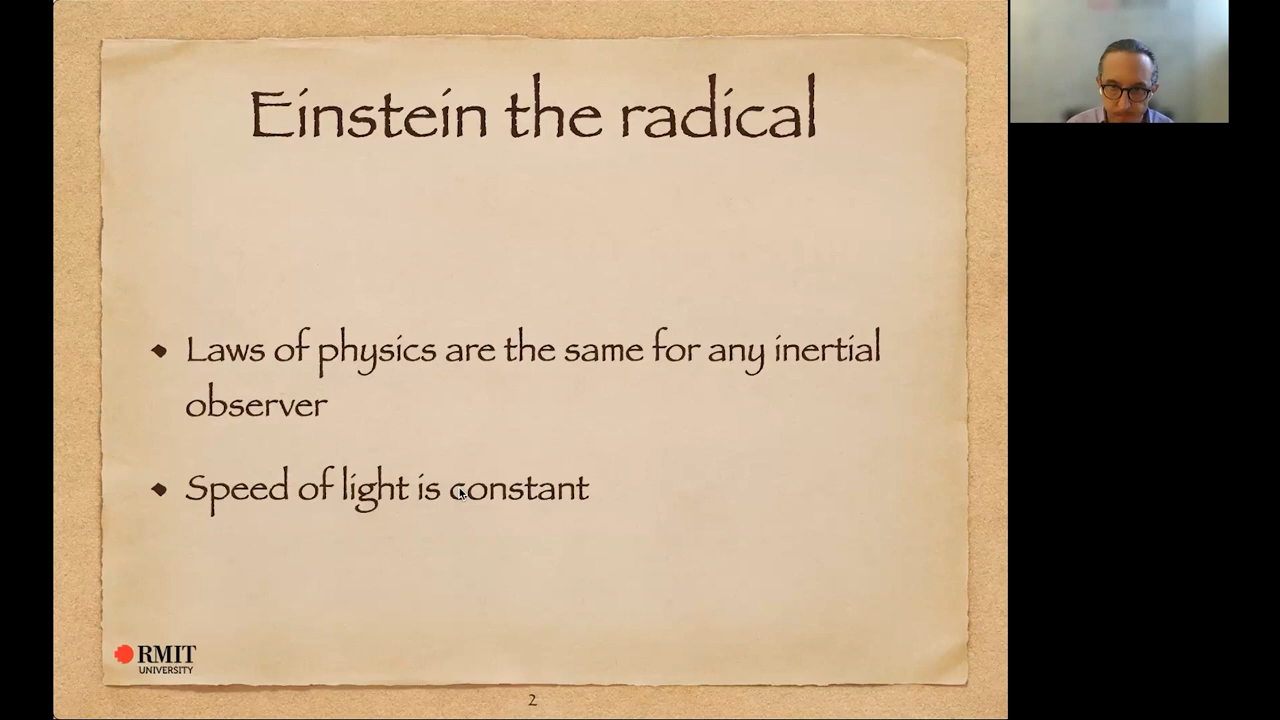 Einstein the radical
• Laws of physics are the same for any inertial
observer
• Speed of light is constant
RMIT
UNIVERSITY
2